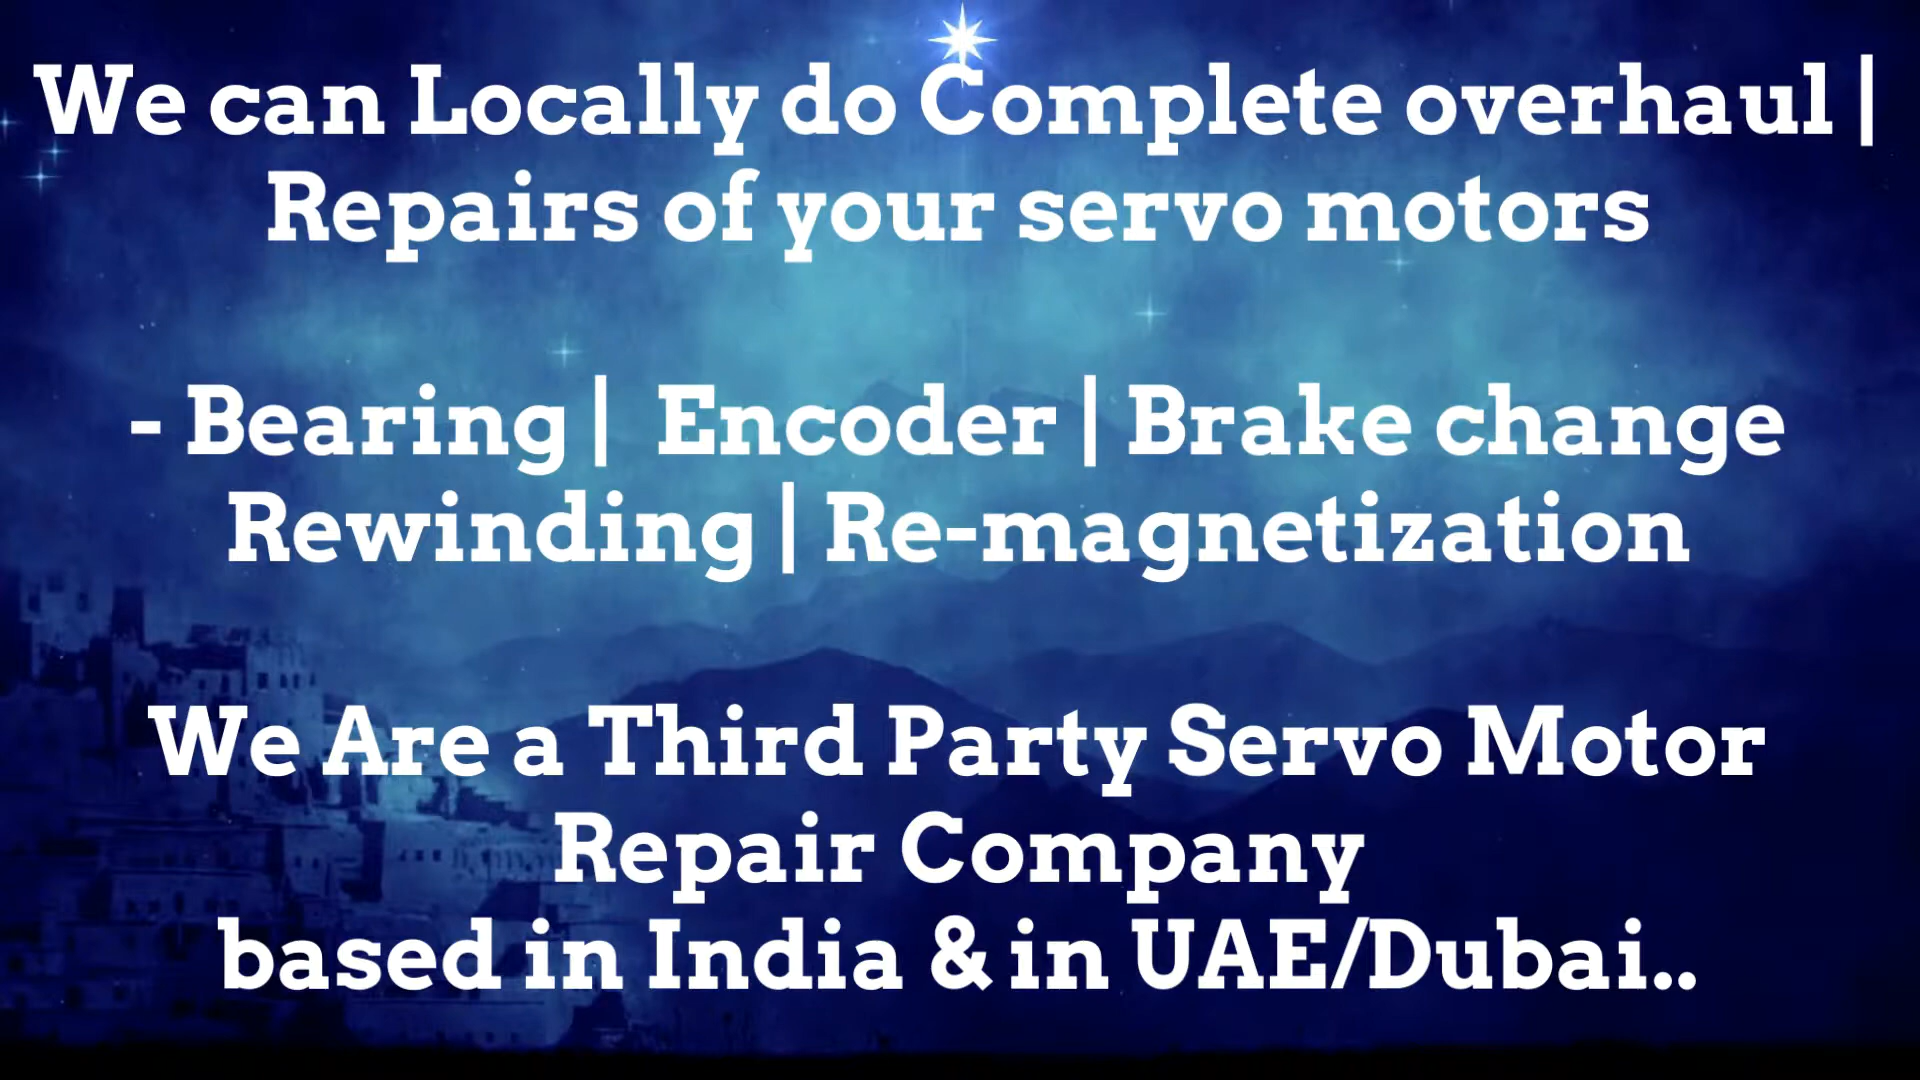 We can Locally do Complete overhaul |
Repairs of your servo motors
- Bearing | Encoder | Brake change
Rewinding | Re-magnetization
We Are a Third Party Servo Motor
Repair Company
based in India & in UAE/Dubai..